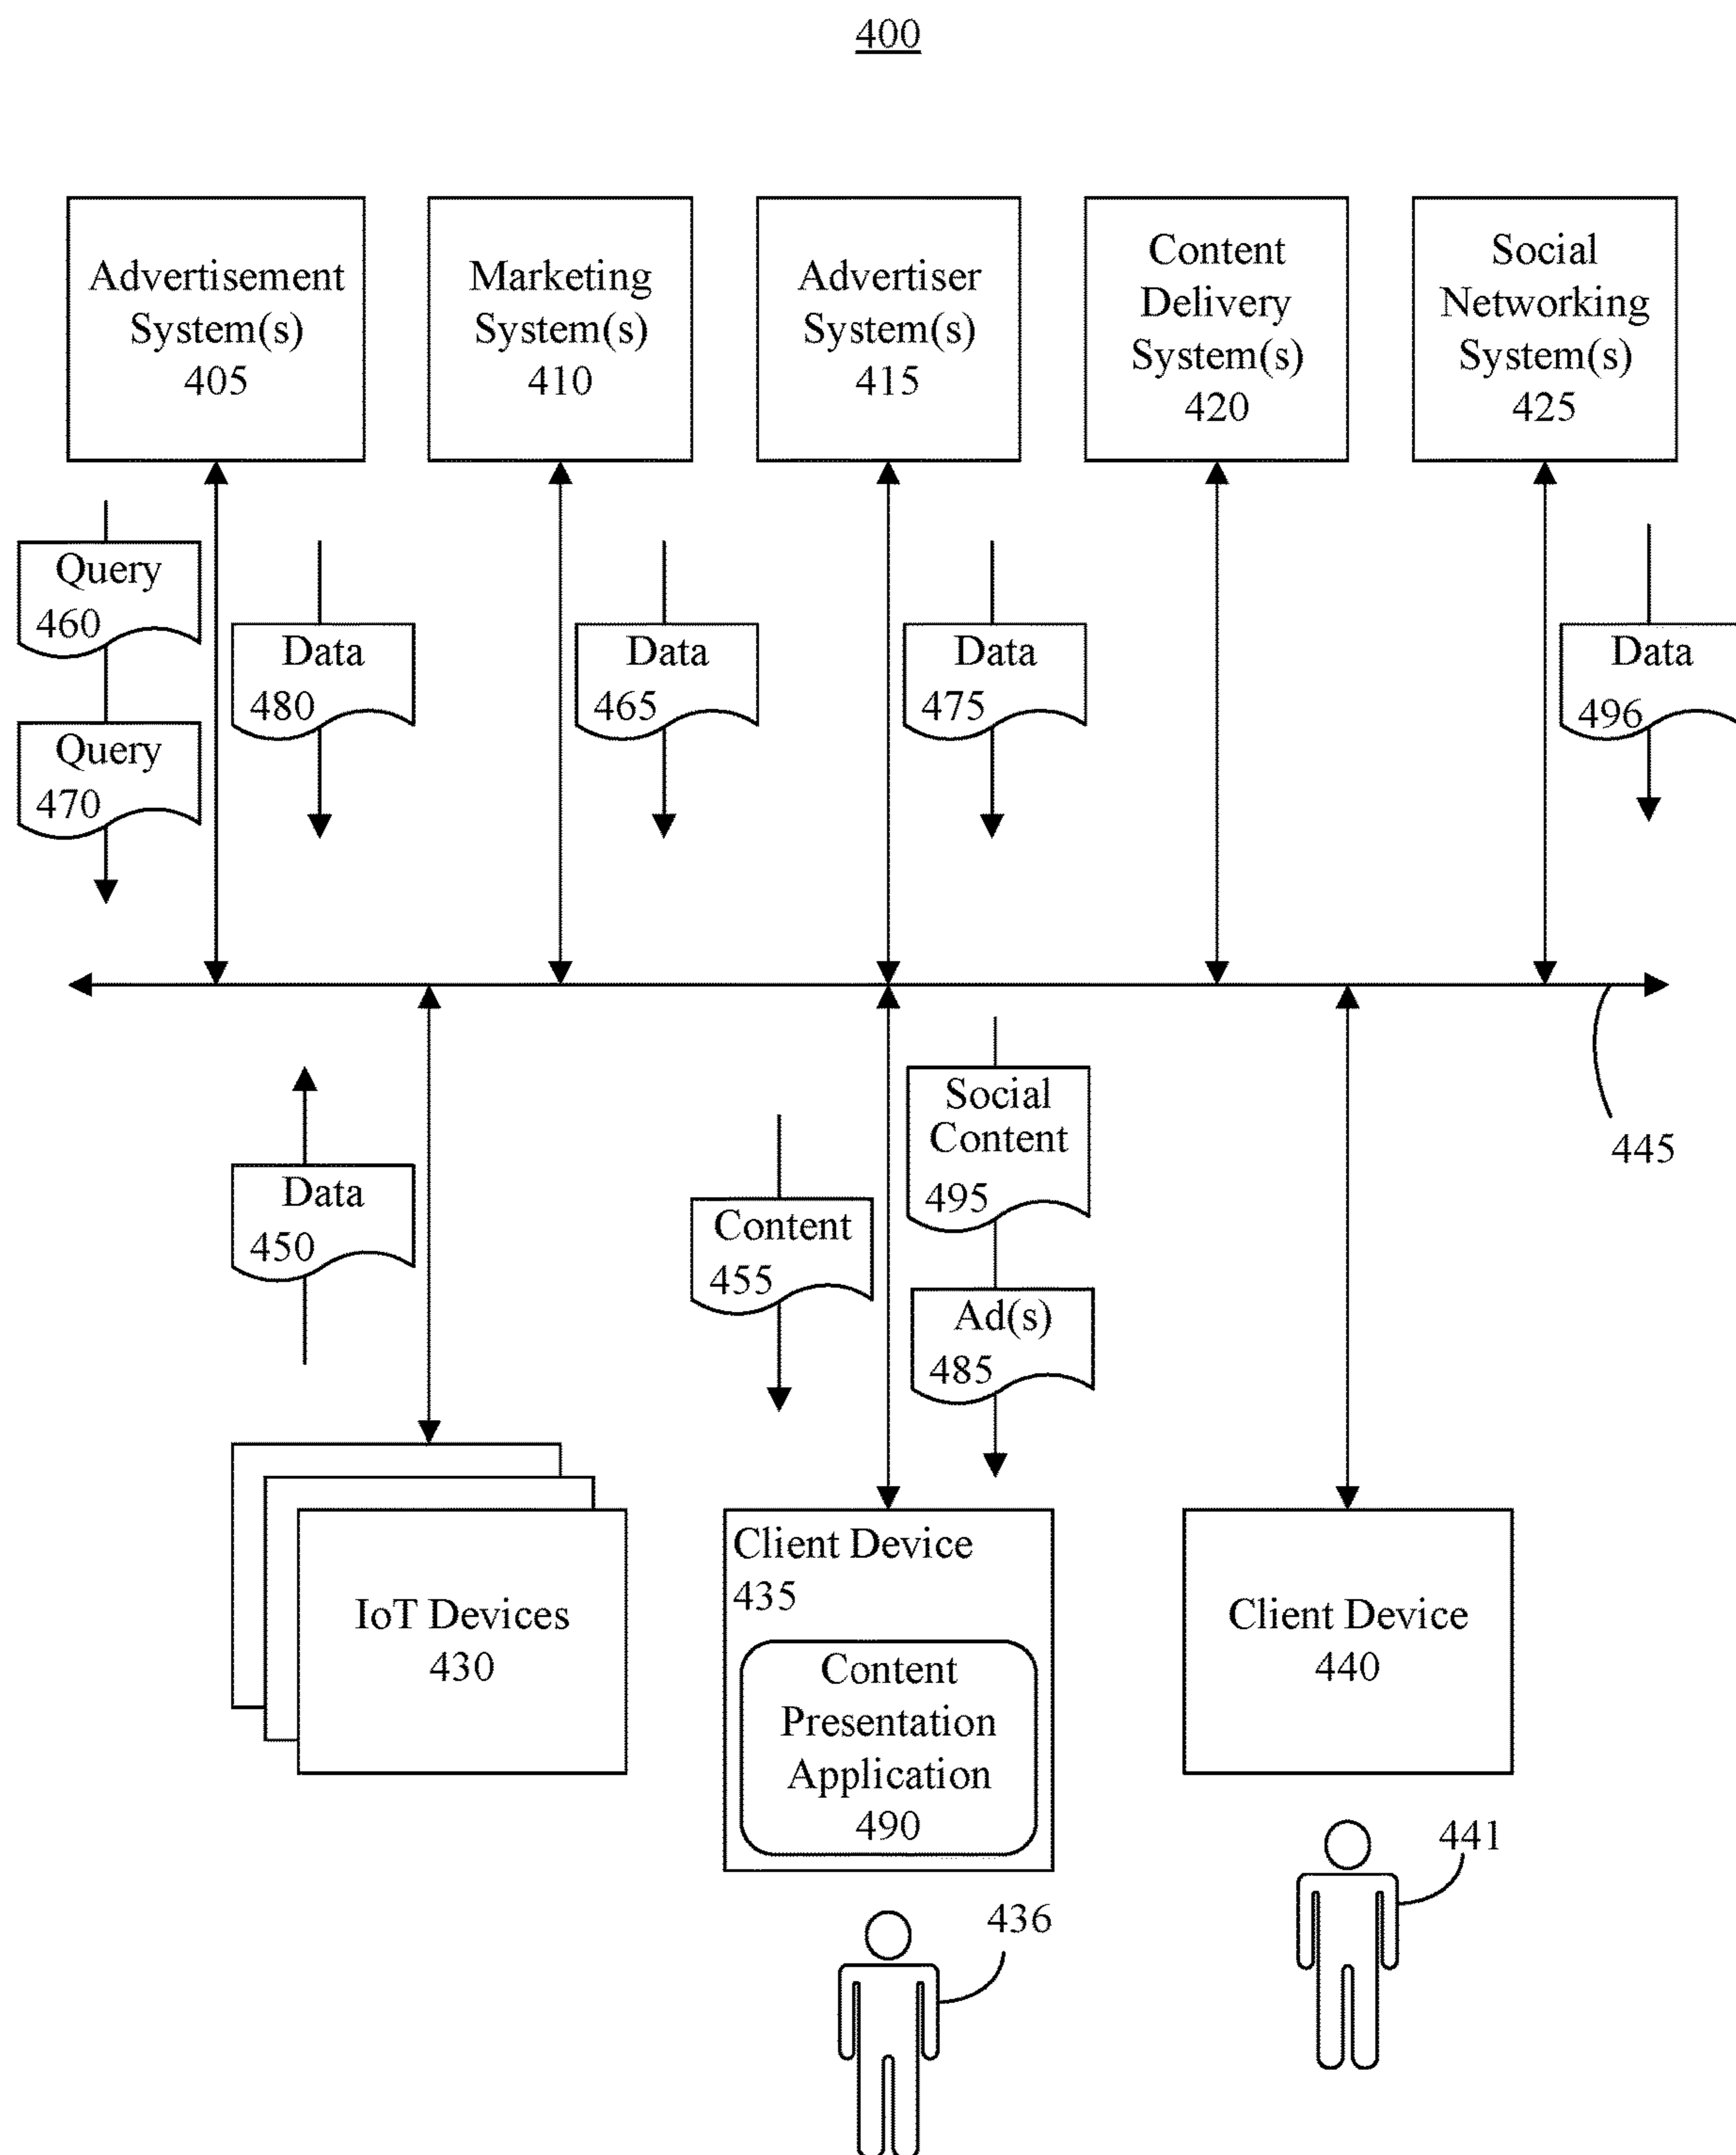 400
Advertisement
System(s)
405
Marketing
System(s)
410
Advertiser
System(s)
415
Content
Delivery
System(s)
420
Social
Networking
System(s)
425
Query
460
Query
470
Data
480
Data
465
Data
475
Data
496
445
Data
450
Content
455
Social
Content
495
Ad(s)
485
IoT Devices
430
Client Device
435
Content
Presentation
Application
490
Client Device
440
436
441